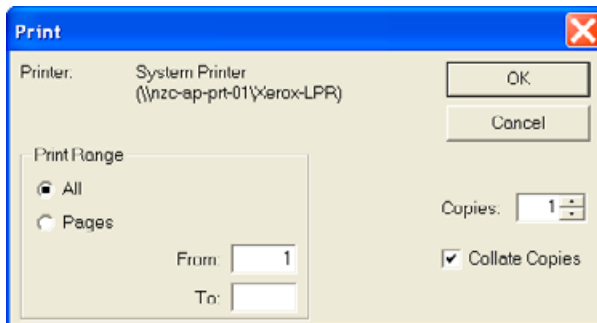 Print
Printer: System Printer
(\\nzc-ap-prt-01\Xerox-LPR)
OK
Cancel
Print Range
All
Pages
From: 1
To:
Copies: 1
Collate Copies